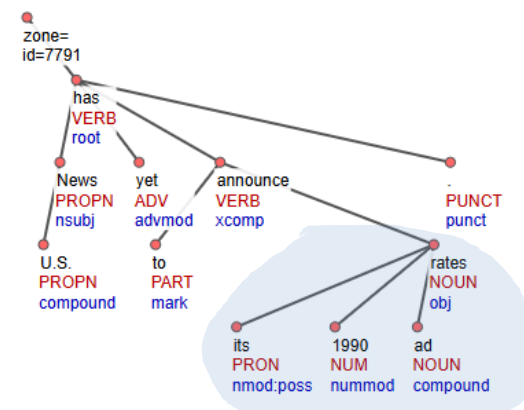 zone=
id=7791
has
VERB
root
News yet announce .
PROPN ADV VERB PUNCT
nsubj advmod xcomp punct
U.S. to rates
PROPN PART NOUN
compound mark obj
its 1990 ad
PRON NUM NOUN
nmod:poss nummod compound